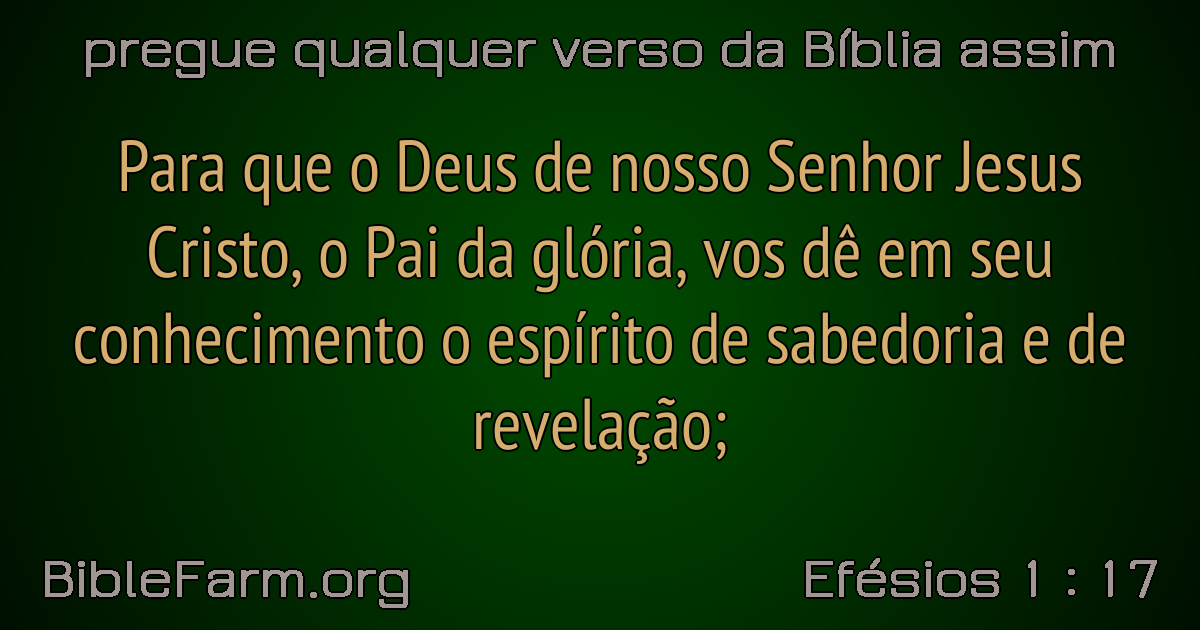 pregue qualquer verso da Bíblia assim
Para que o Deus de nosso Senhor Jesus
Cristo, o Pai da glória, vos dê em seu
conhecimento o espírito de sabedoria e de
revelação;
BibleFarm.org
Efésios 1 : 17